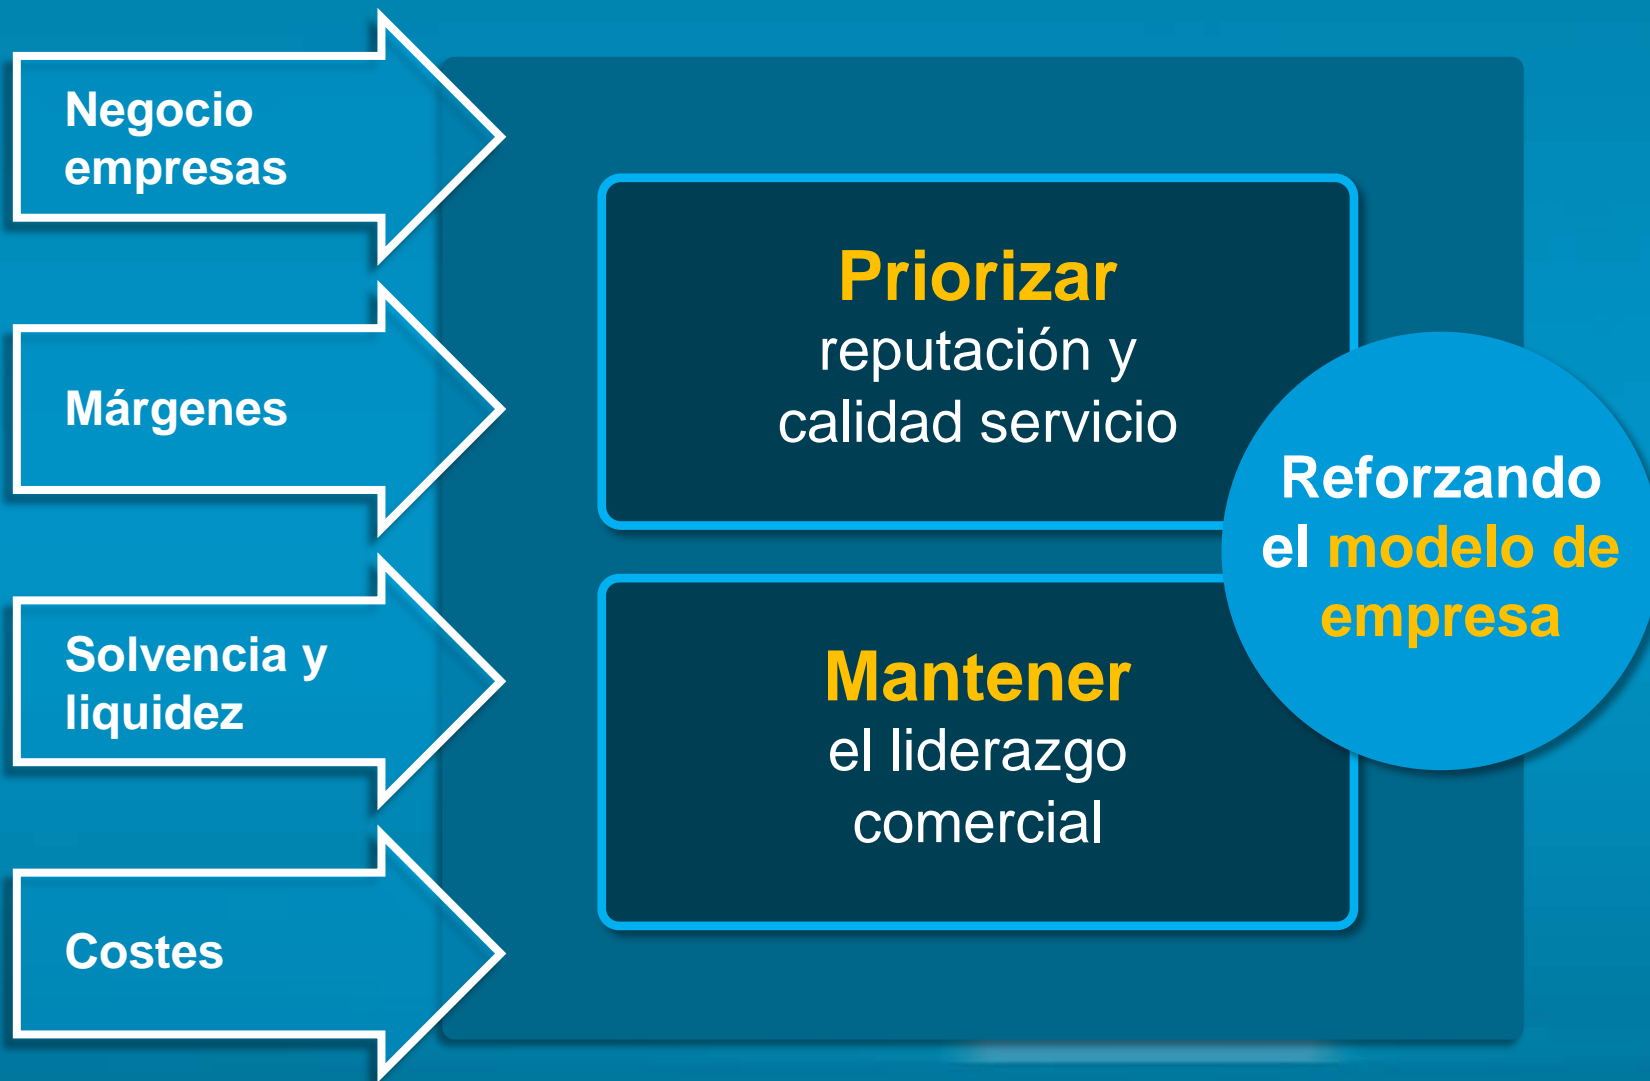 Negocio
empresas
Márgenes
Solvencia y
liquidez
Costes
Priorizar
reputación y
calidad servicio
Mantener
el liderazgo
comercial
Reforzando
el modelo de
empresa